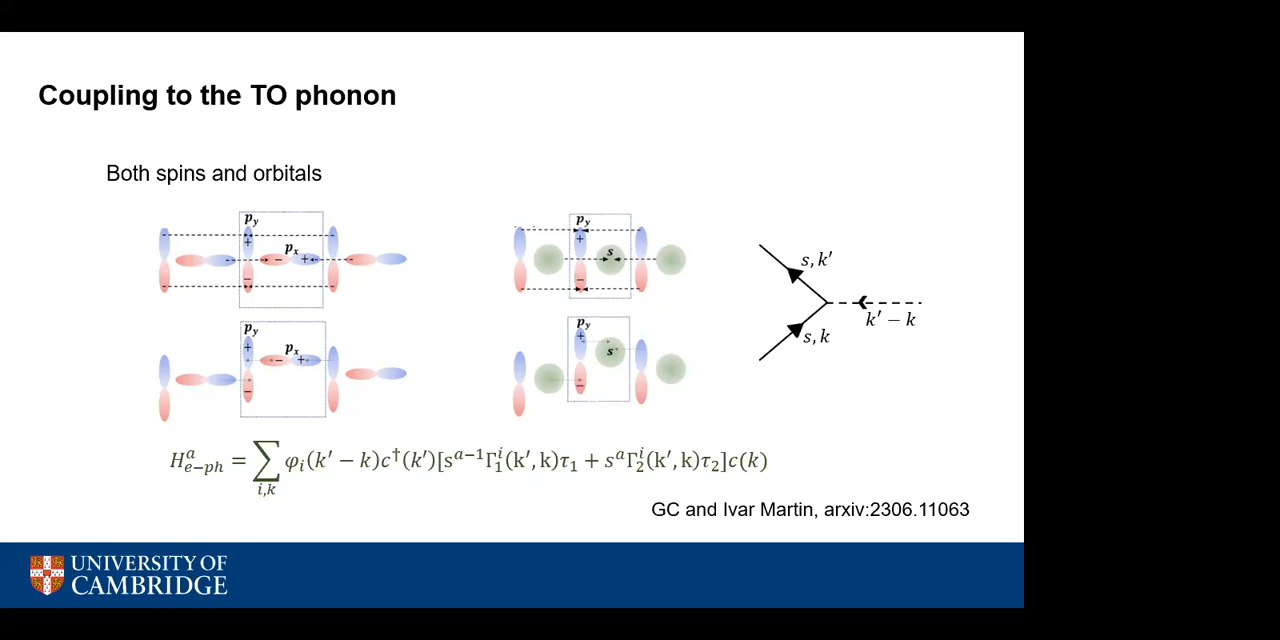 Coupling to the TO phonon
Both spins and orbitals
p_y
+
p_x
− +
−
p_y
+
s
−
p_y
+
p_x
− +
−
p_y
+
s
−
s, k′
k′ − k
s, k
H^a_{e−ph} = ∑_{i,k} φ_i(k′ − k)c^†(k′)[s^{a−1}Γ^i_1(k′, k)τ_1 + s^aΓ^i_2(k′, k)τ_2]c(k)
GC and Ivar Martin, arxiv:2306.11063
UNIVERSITY OF
CAMBRIDGE